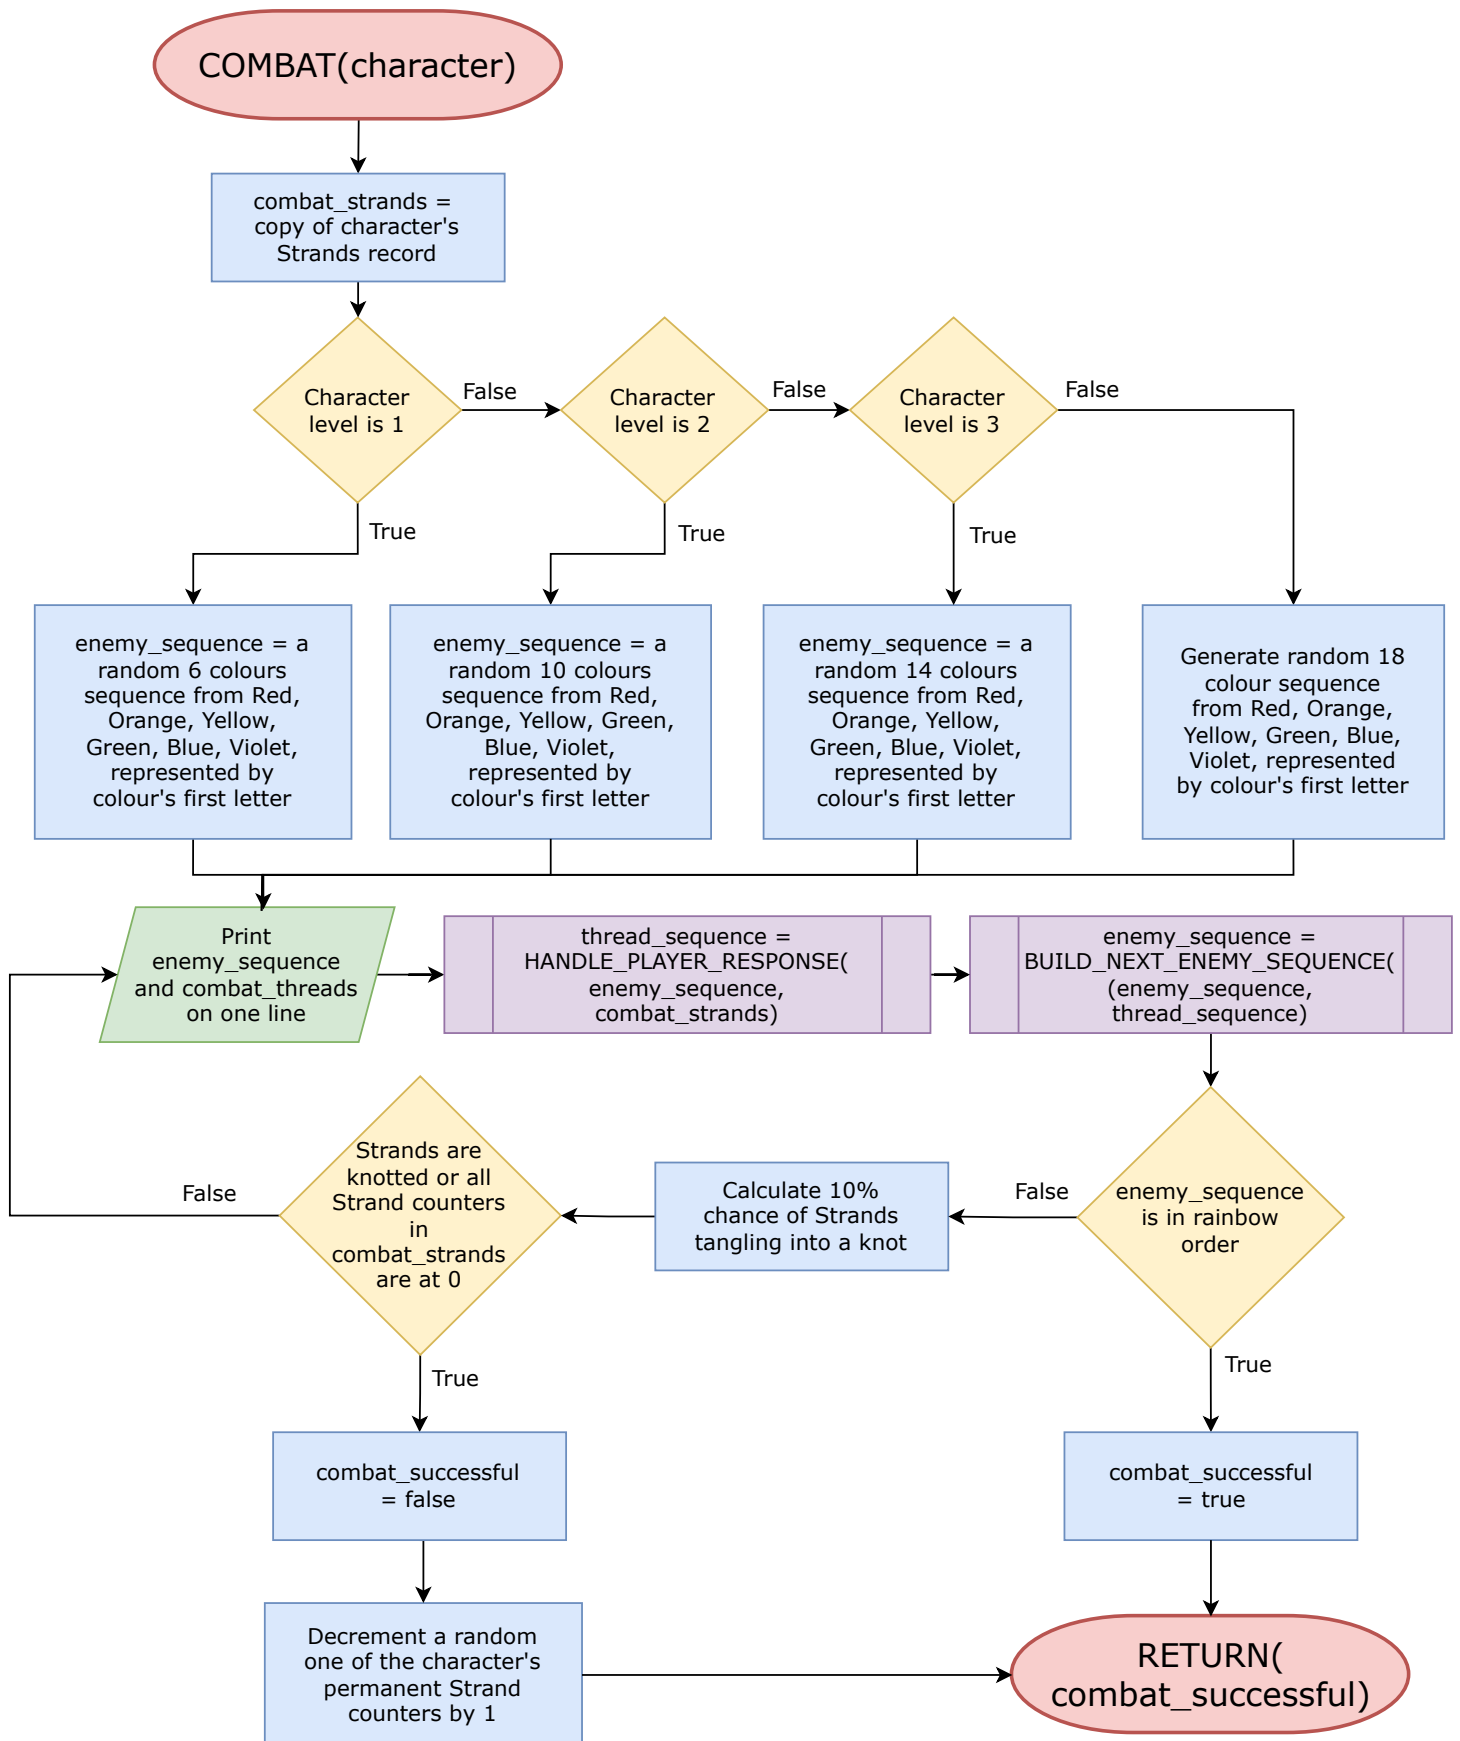 COMBAT(character)
combat_strands =
copy of character's
Strands record
Character
level is 1
False
Character
level is 2
False
Character
level is 3
False
True
True
True
enemy_sequence = a
random 6 colours
sequence from Red,
Orange, Yellow,
Green, Blue, Violet,
represented by
colour's first letter
enemy_sequence = a
random 10 colours
sequence from Red,
Orange, Yellow, Green,
Blue, Violet,
represented by
colour's first letter
enemy_sequence = a
random 14 colours
sequence from Red,
Orange, Yellow,
Green, Blue, Violet,
represented by
colour's first letter
Generate random 18
colour sequence
from Red, Orange,
Yellow, Green, Blue,
Violet, represented
by colour's first letter
Print
enemy_sequence
and combat_threads
on one line
thread_sequence =
HANDLE_PLAYER_RESPONSE(
enemy_sequence,
combat_strands)
enemy_sequence =
BUILD_NEXT_ENEMY_SEQUENCE(
(enemy_sequence,
thread_sequence)
enemy_sequence
is in rainbow
order
False
Calculate 10%
chance of Strands
tangling into a knot
Strands are
knotted or all
Strand counters
in
combat_strands
are at 0
False
True
True
combat_successful
= false
combat_successful
= true
Decrement a random
one of the character's
permanent Strand
counters by 1
RETURN(
combat_successful)